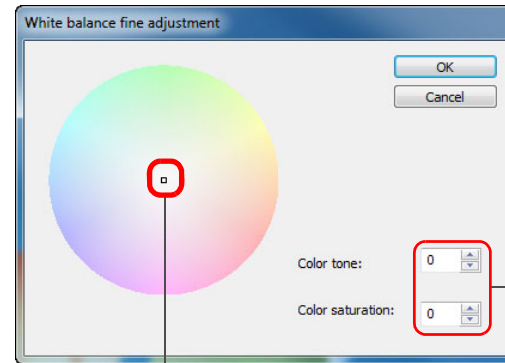 White balance fine adjustment
OK
Cancel
Color tone:
0
Color saturation:
0